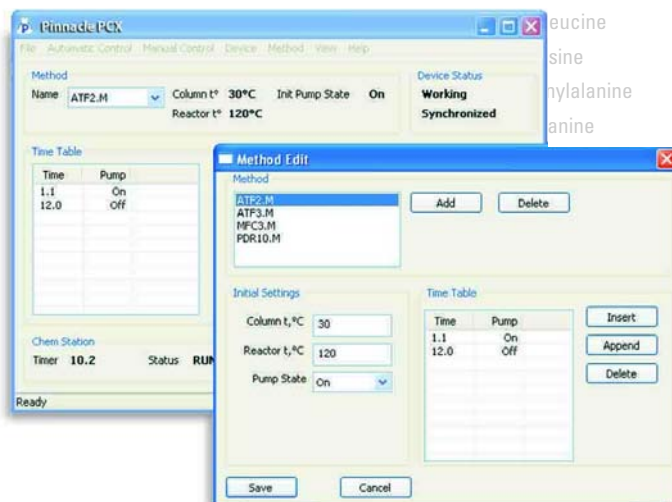 Pinnacle PCX
File Automatic Control Manual Control Device Method View Help
Method
Name ATF2.M Column t° 30°C Init Pump State On
Reactor t° 120°C
Device Status
Working
Synchronized
Time Table
Time Pump
1.1 On
12.0 Off
Chem Station
Timer 10.2 Status RUN
Ready
eucine
sine
nylalanine
anine
Method Edit
Method
ATF2.M
ATF3.M
MFC3.M
PDR10.M
Add Delete
Initial Settings
Column t,°C 30
Reactor t,°C 120
Pump State On
Time Table
Time Pump
1.1 On
12.0 Off
Insert
Append
Delete
Save Cancel